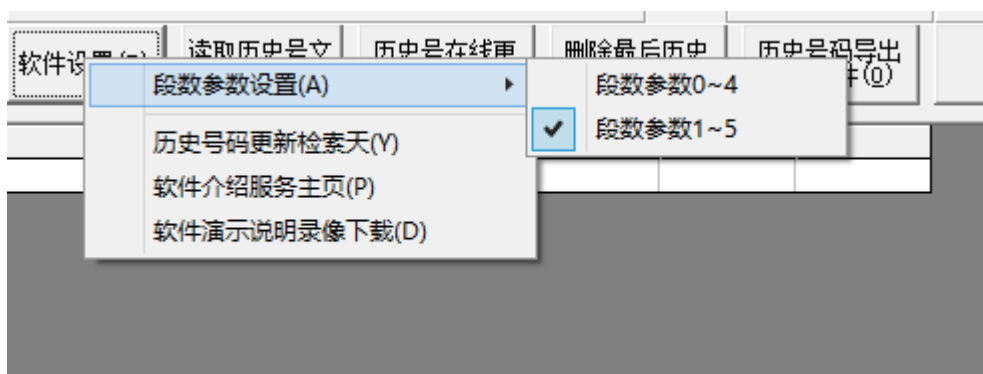 软件设置
读取历史号文
历史号在线更
删除最后历史
历史号码导出
件(O)
段数参数设置(A)
段数参数0~4
段数参数1~5
历史号码更新检索天(Y)
软件介绍服务主页(P)
软件演示说明录像下载(D)